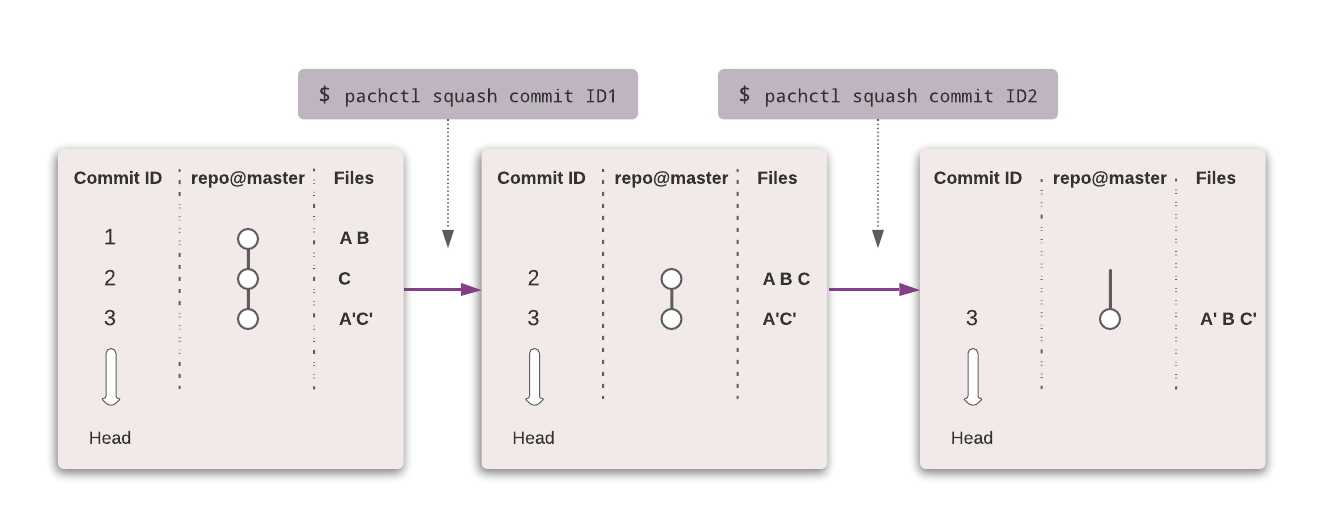 $ pachctl squash commit ID1
$ pachctl squash commit ID2
Commit ID repo@master Files
1 A B
2 C
3 A'C'
Head
Commit ID repo@master Files
2 A B C
3 A'C'
Head
Commit ID repo@master Files
3 A' B C'
Head